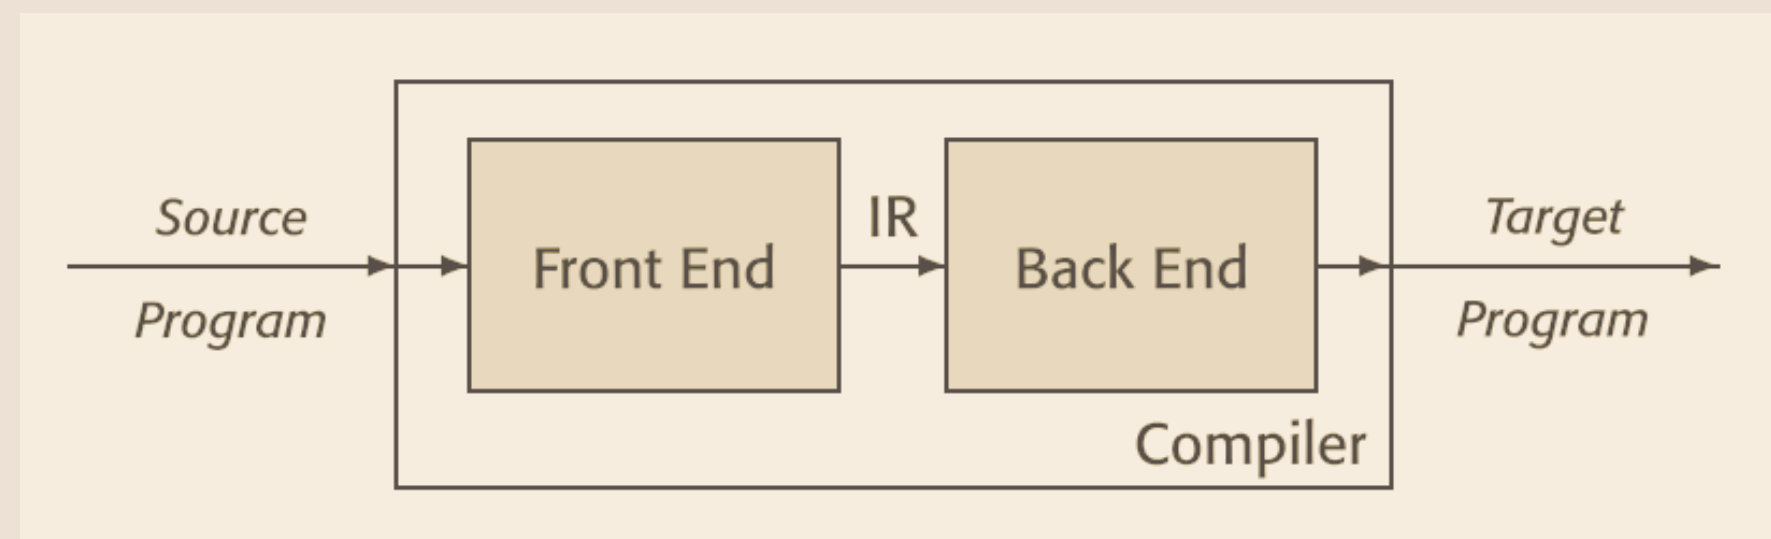 Source
Program
Front End
IR
Back End
Target
Program
Compiler